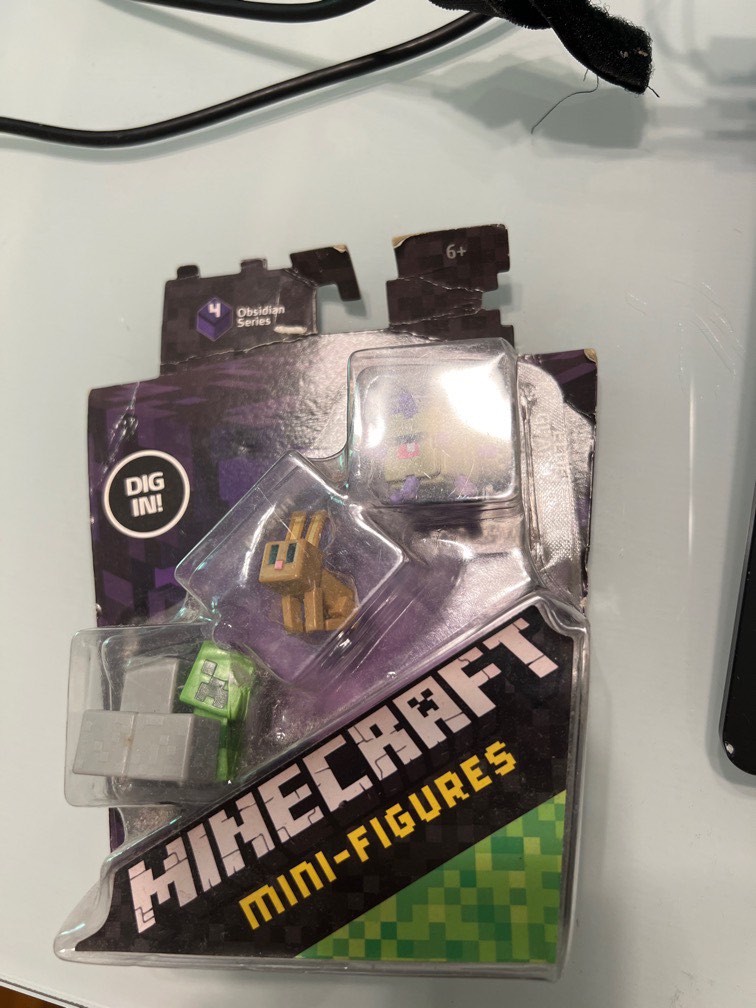 6+
4
Obsidian
Series
DIG
IN!
MINECRAFT
MINI-FIGURES